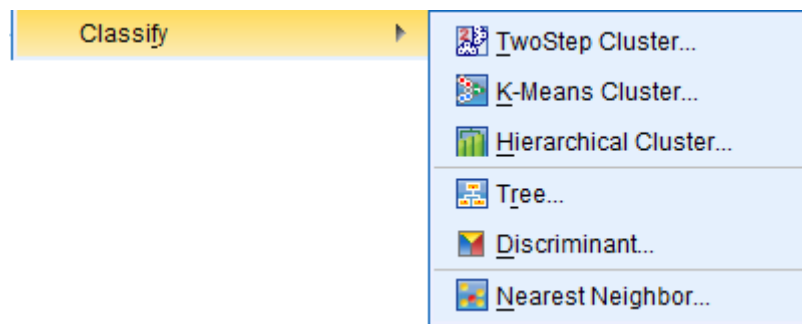 Classify
TwoStep Cluster...
K-Means Cluster...
Hierarchical Cluster...
Tree...
Discriminant...
Nearest Neighbor...